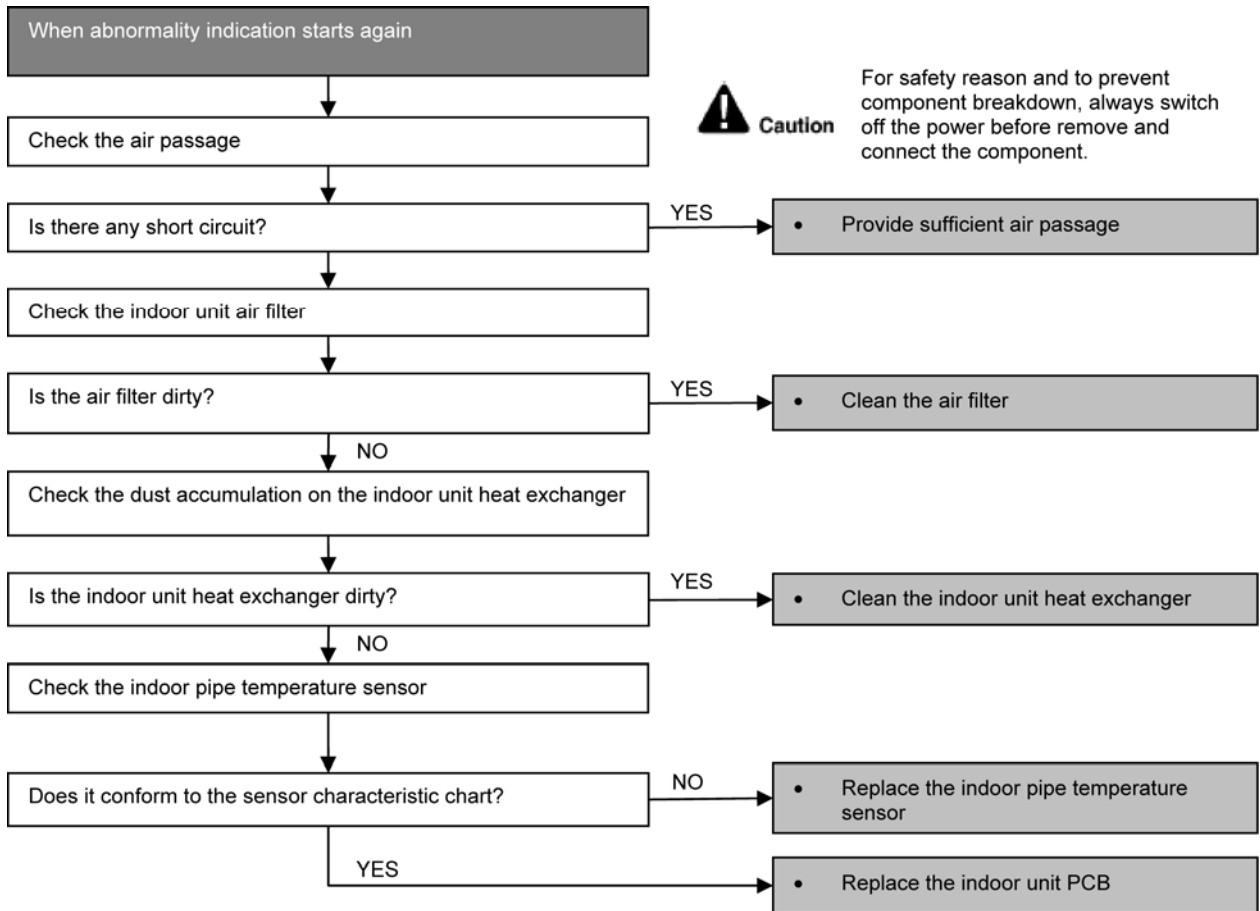 When abnormality indication starts again
For safety reason and to prevent
component breakdown, always switch
off the power before remove and
connect the component.
Caution
Check the air passage
Is there any short circuit?
YES
• Provide sufficient air passage
Check the indoor unit air filter
Is the air filter dirty?
YES
• Clean the air filter
NO
Check the dust accumulation on the indoor unit heat exchanger
Is the indoor unit heat exchanger dirty?
YES
• Clean the indoor unit heat exchanger
NO
Check the indoor pipe temperature sensor
Does it conform to the sensor characteristic chart?
NO
• Replace the indoor pipe temperature
sensor
YES
• Replace the indoor unit PCB